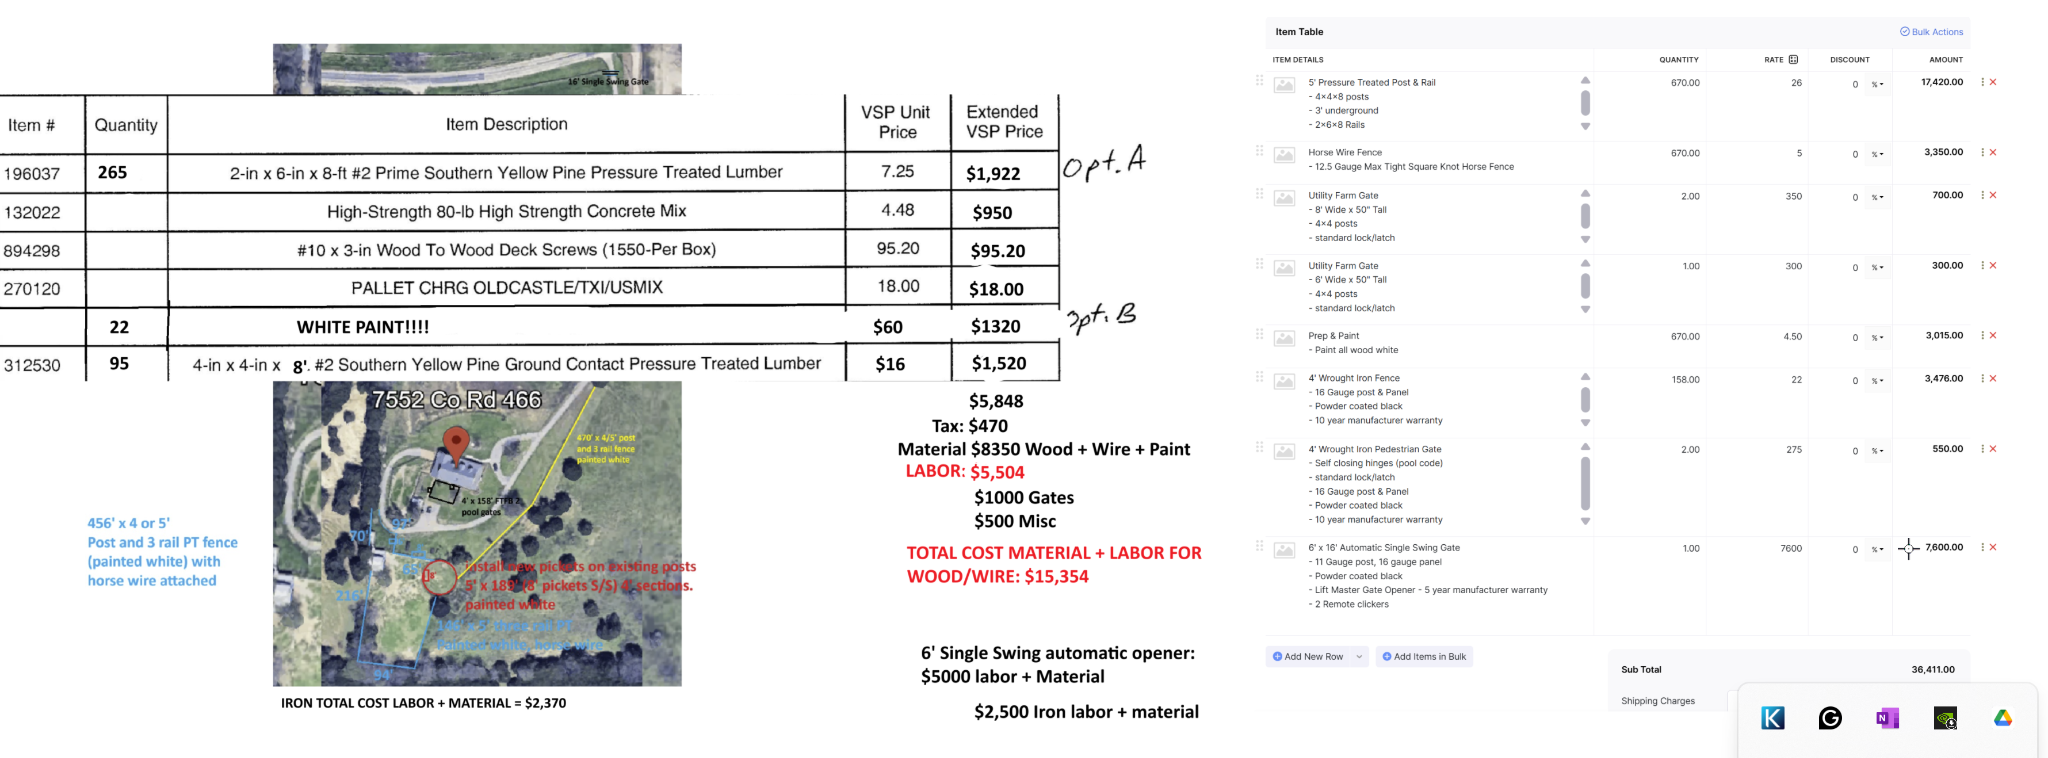 16' Single Swing Gate
Item # Quantity Item Description VSP Unit Price Extended VSP Price
196037 265 2-in x 6-in x 8-ft #2 Prime Southern Yellow Pine Pressure Treated Lumber 7.25 $1,922
Opt. A
132022 High-Strength 80-lb High Strength Concrete Mix 4.48 $950
894298 #10 x 3-in Wood To Wood Deck Screws (1550-Per Box) 95.20 $95.20
270120 PALLET CHRG OLDCASTLE/TXI/USMIX 18.00 $18.00
22 WHITE PAINT!!!! $60 $1320
Opt. B
312530 95 4-in x 4-in x 8'. #2 Southern Yellow Pine Ground Contact Pressure Treated Lumber $16 $1,520
7552 Co Rd 466
470' x 4/5' post
and 3 rail fence
painted white
4' x 158' FTFB 2
pool gates
456' x 4 or 5'
Post and 3 rail PT fence
(painted white) with
horse wire attached
70'
216'
94'
Install new pickets on existing posts
5' x 189' (8' pickets S/S) 4' sections.
painted white
Painted white, horse wire
IRON TOTAL COST LABOR + MATERIAL = $2,370
$5,848
Tax: $470
Material $8350 Wood + Wire + Paint
LABOR: $5,504
$1000 Gates
$500 Misc
TOTAL COST MATERIAL + LABOR FOR
WOOD/WIRE: $15,354
6' Single Swing automatic opener:
$5000 labor + Material
$2,500 Iron labor + material
Item Table
Bulk Actions
ITEM DETAILS QUANTITY RATE DISCOUNT AMOUNT
5' Pressure Treated Post & Rail 670.00 26 0 % 17,420.00
- 4×4×8 posts
- 3' underground
- 2×6×8 Rails
Horse Wire Fence 670.00 5 0 % 3,350.00
- 12.5 Gauge Max Tight Square Knot Horse Fence
Utility Farm Gate 2.00 350 0 % 700.00
- 8' Wide x 50" Tall
- 4×4 posts
- standard lock/latch
Utility Farm Gate 1.00 300 0 % 300.00
- 6' Wide x 50" Tall
- 4×4 posts
- standard lock/latch
Prep & Paint 670.00 4.50 0 % 3,015.00
- Paint all wood white
4' Wrought Iron Fence 158.00 22 0 % 3,476.00
- 16 Gauge post & Panel
- Powder coated black
- 10 year manufacturer warranty
4' Wrought Iron Pedestrian Gate 2.00 275 0 % 550.00
- Self closing hinges (pool code)
- standard lock/latch
- 16 Gauge post & Panel
- Powder coated black
- 10 year manufacturer warranty
6' x 16' Automatic Single Swing Gate 1.00 7600 0 % 7,600.00
- 11 Gauge post, 16 gauge panel
- Powder coated black
- Lift Master Gate Opener - 5 year manufacturer warranty
- 2 Remote clickers
Add New Row
Add Items in Bulk
Sub Total 36,411.00
Shipping Charges